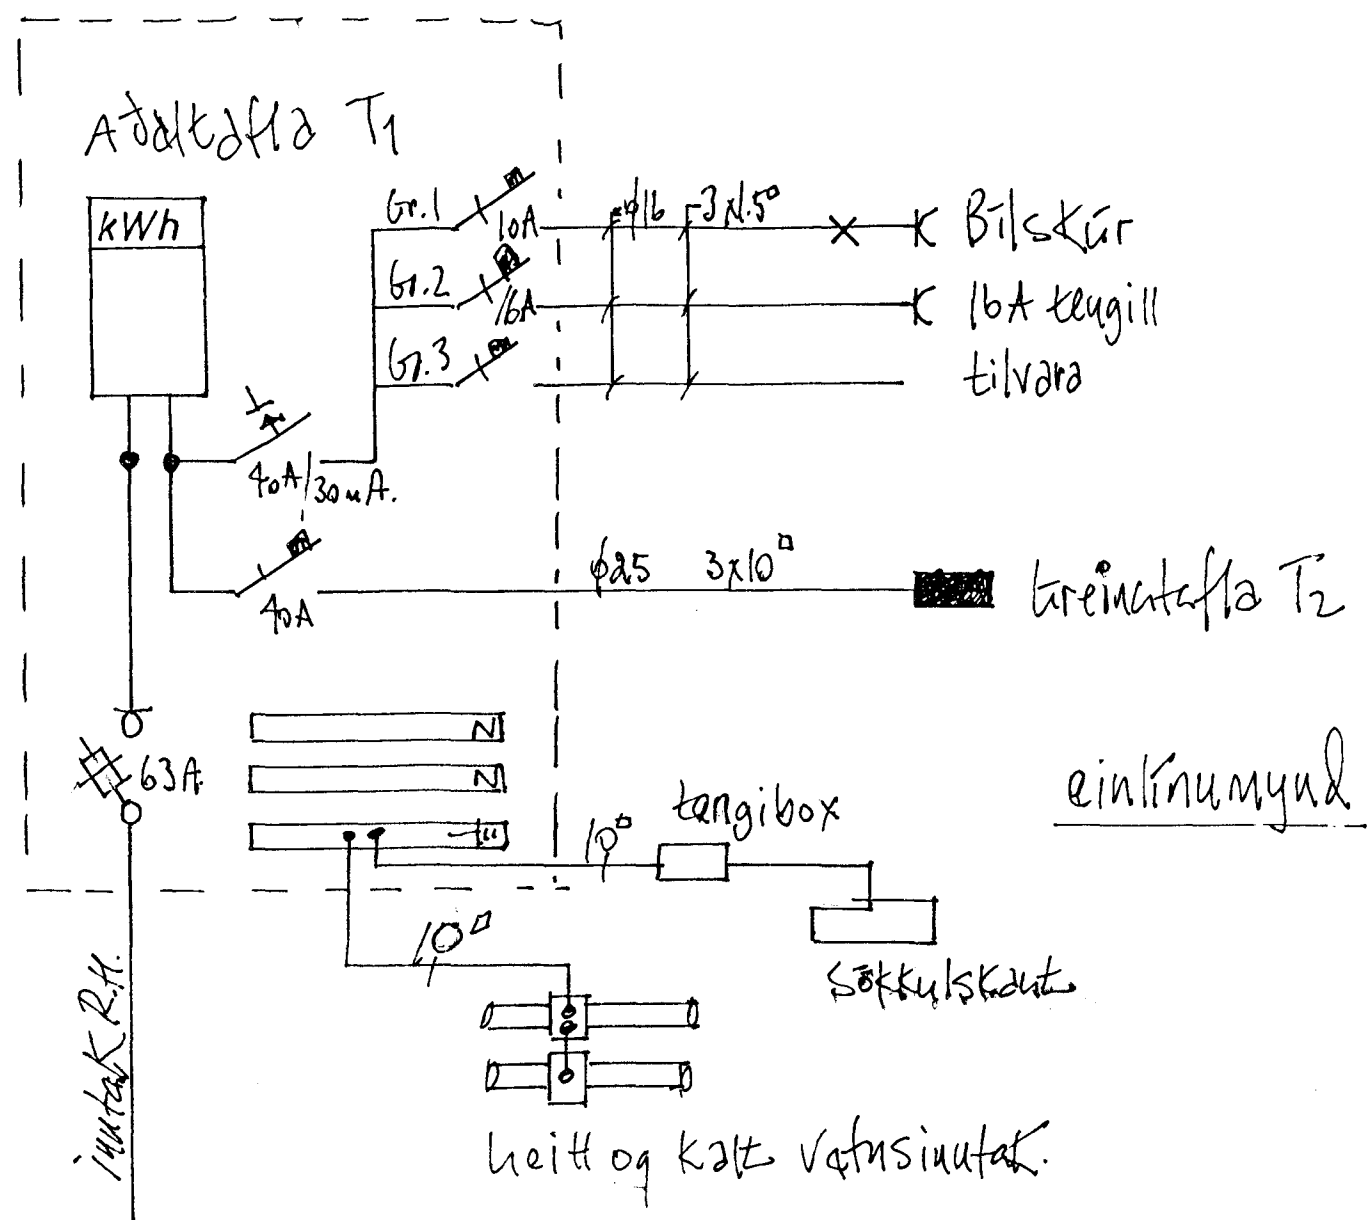 Aðaltafla T1
kWh
Gr.1
10A
ø16
3x1.5□
Bílskúr
Gr.2
16A
16A tengill
Gr.3
tilvara
40A/30mA.
40A
ø25
3x10□
Greinatafla T2
N
N
63A.
einlínumynd
tengibox
10□
10□
sökkulskaut
inntak R.H.
heitt og kalt vatnsinntak.